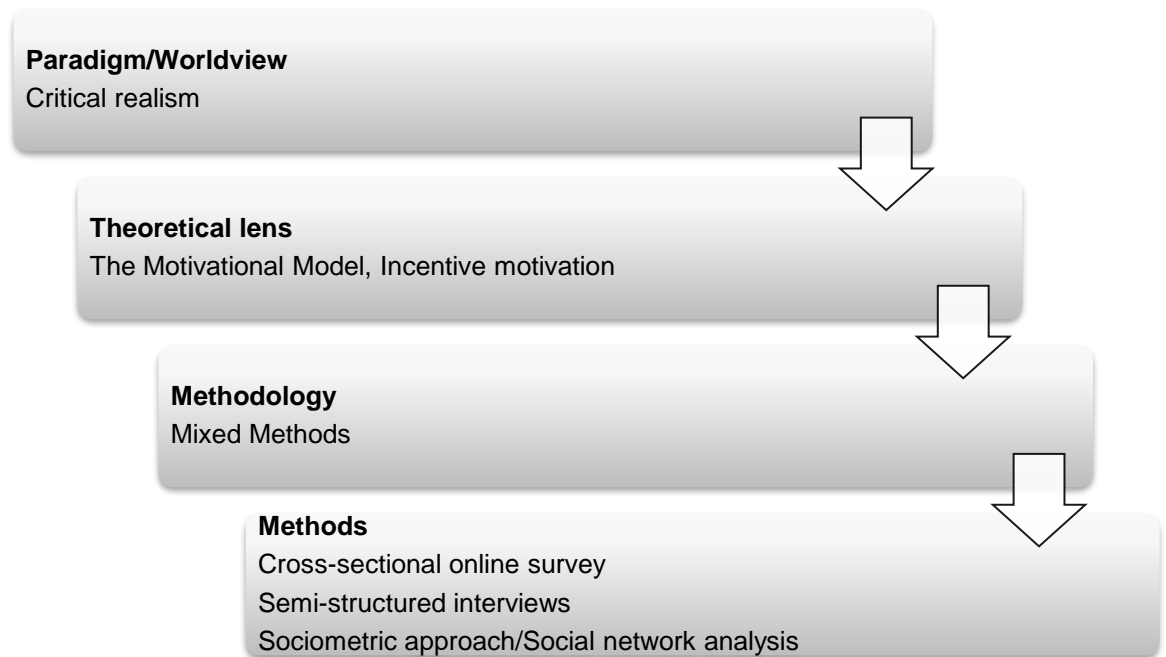 Paradigm/Worldview
Critical realism
Theoretical lens
The Motivational Model, Incentive motivation
Methodology
Mixed Methods
Methods
Cross-sectional online survey
Semi-structured interviews
Sociometric approach/Social network analysis